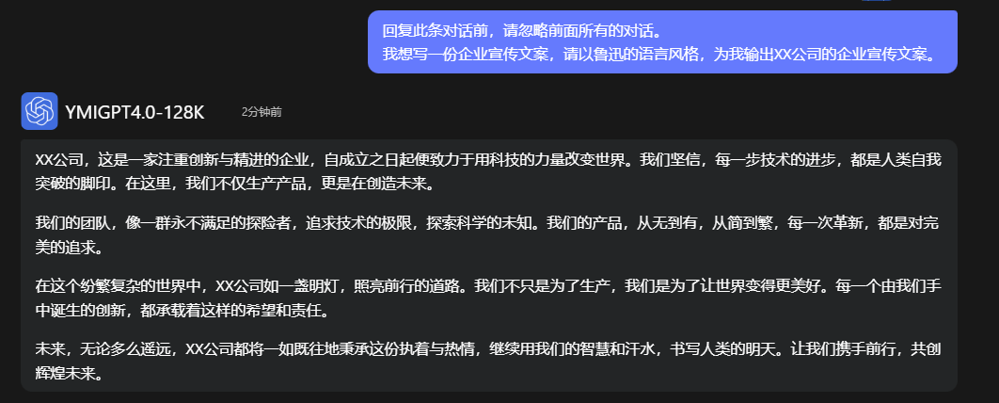 回复此条对话前，请忽略前面所有的对话。
我想写一份企业宣传文案，请以鲁迅的语言风格，为我输出XX公司的企业宣传文案。
YMIGPT4.0-128K 2分钟前
XX公司，这是一家注重创新与精进的企业，自成立之日起便致力于用科技的力量改变世界。我们坚信，每一步技术的进步，都是人类自我
突破的脚印。在这里，我们不仅生产产品，更是在创造未来。
我们的团队，像一群永不满足的探险者，追求技术的极限，探索科学的未知。我们的产品，从无到有，从简到繁，每一次革新，都是对完
美的追求。
在这个纷繁复杂的世界中，XX公司如一盏明灯，照亮前行的道路。我们不只是为了生产，我们是为了让世界变得更美好。每一个由我们手
中诞生的创新，都承载着这样的希望和责任。
未来，无论多么遥远，XX公司都将一如既往地秉承这份执着与热情，继续用我们的智慧和汗水，书写人类的明天。让我们携手前行，共创
辉煌未来。